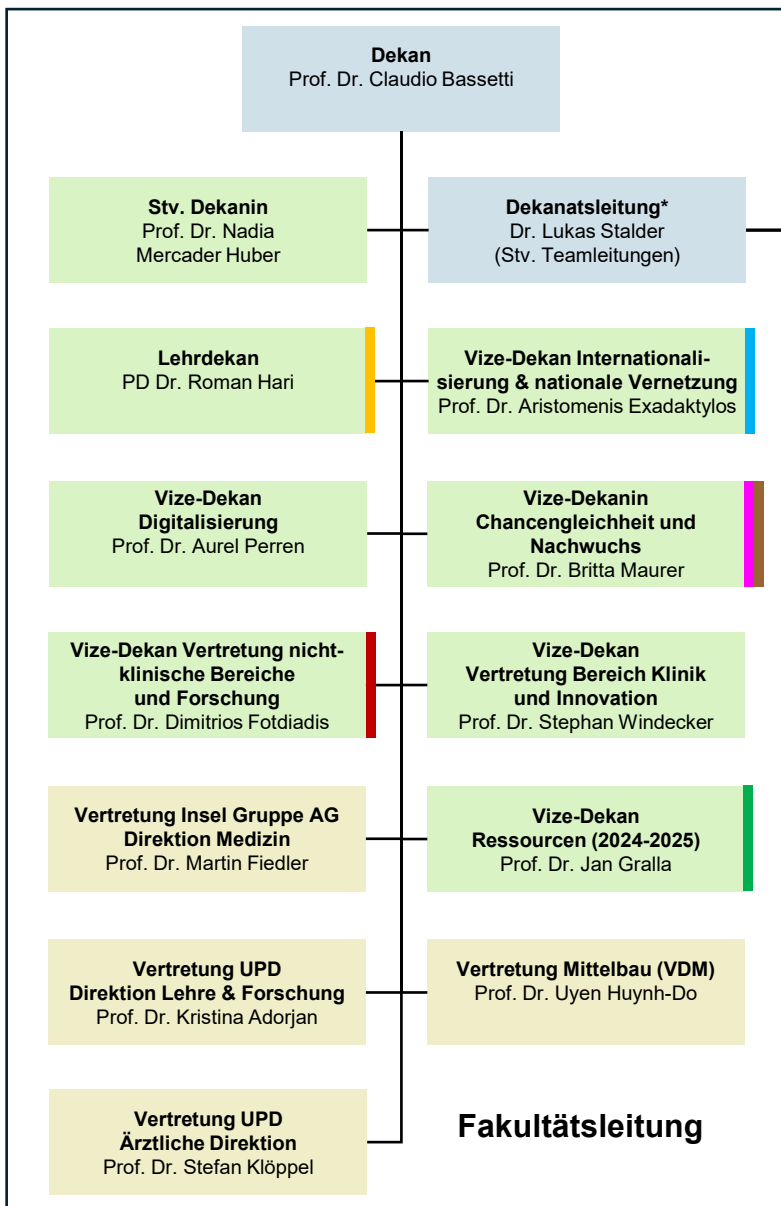 Dekan
Prof. Dr. Claudio Bassetti
Stv. Dekanin
Prof. Dr. Nadia
Mercader Huber
Dekanatsleitung*
Dr. Lukas Stalder
(Stv. Teamleitungen)
Lehrdekan
PD Dr. Roman Hari
Vize-Dekan Internationali-
sierung & nationale Vernetzung
Prof. Dr. Aristomenis Exadaktylos
Vize-Dekan
Digitalisierung
Prof. Dr. Aurel Perren
Vize-Dekanin
Chancengleichheit und
Nachwuchs
Prof. Dr. Britta Maurer
Vize-Dekan Vertretung nicht-
klinische Bereiche
und Forschung
Prof. Dr. Dimitrios Fotdiadis
Vize-Dekan
Vertretung Bereich Klinik
und Innovation
Prof. Dr. Stephan Windecker
Vertretung Insel Gruppe AG
Direktion Medizin
Prof. Dr. Martin Fiedler
Vize-Dekan
Ressourcen (2024-2025)
Prof. Dr. Jan Gralla
Vertretung UPD
Direktion Lehre & Forschung
Prof. Dr. Kristina Adorjan
Vertretung Mittelbau (VDM)
Prof. Dr. Uyen Huynh-Do
Vertretung UPD
Ärztliche Direktion
Prof. Dr. Stefan Klöppel
Fakultätsleitung